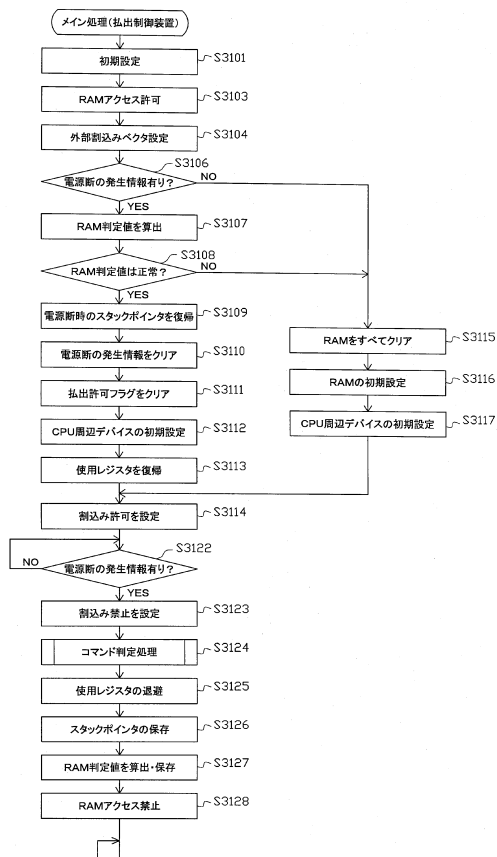 メイン処理(払出制御装置)
初期設定
S3101
RAMアクセス許可
S3103
外部割込みベクタ設定
S3104
S3106
電源断の発生情報有り?
NO
YES
RAM判定値を算出
S3107
S3108
RAM判定値は正常?
NO
YES
電源断時のスタックポインタを復帰
S3109
電源断の発生情報をクリア
S3110
払出許可フラグをクリア
S3111
CPU周辺デバイスの初期設定
S3112
使用レジスタを復帰
S3113
RAMをすべてクリア
S3115
RAMの初期設定
S3116
CPU周辺デバイスの初期設定
S3117
割込み許可を設定
S3114
S3122
電源断の発生情報有り?
NO
YES
割込み禁止を設定
S3123
コマンド判定処理
S3124
使用レジスタの退避
S3125
スタックポインタの保存
S3126
RAM判定値を算出・保存
S3127
RAMアクセス禁止
S3128